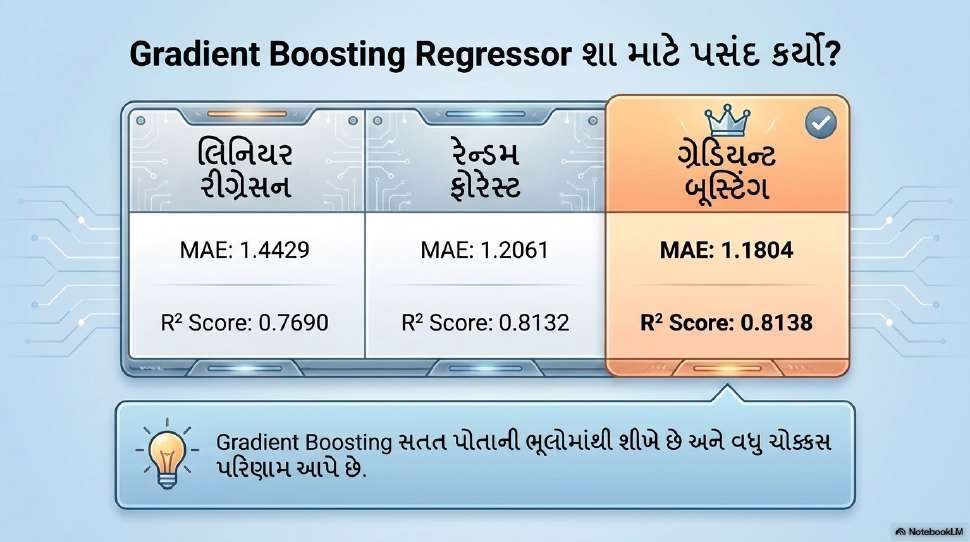 Gradient Boosting Regressor શા માટે પસંદ કર્યો?
લિનિયર
રીગ્રેસન
રેન્ડમ
ફોરેસ્ટ
ગ્રેડિયન્ટ
બૂસ્ટિંગ
MAE: 1.4429
MAE: 1.2061
MAE: 1.1804
R² Score: 0.7690
R² Score: 0.8132
R² Score: 0.8138
Gradient Boosting સતત પોતાની ભૂલોમાંથી શીખે છે અને વધુ ચોક્કસ
પરિણામ આપે છે.
NotebookLM